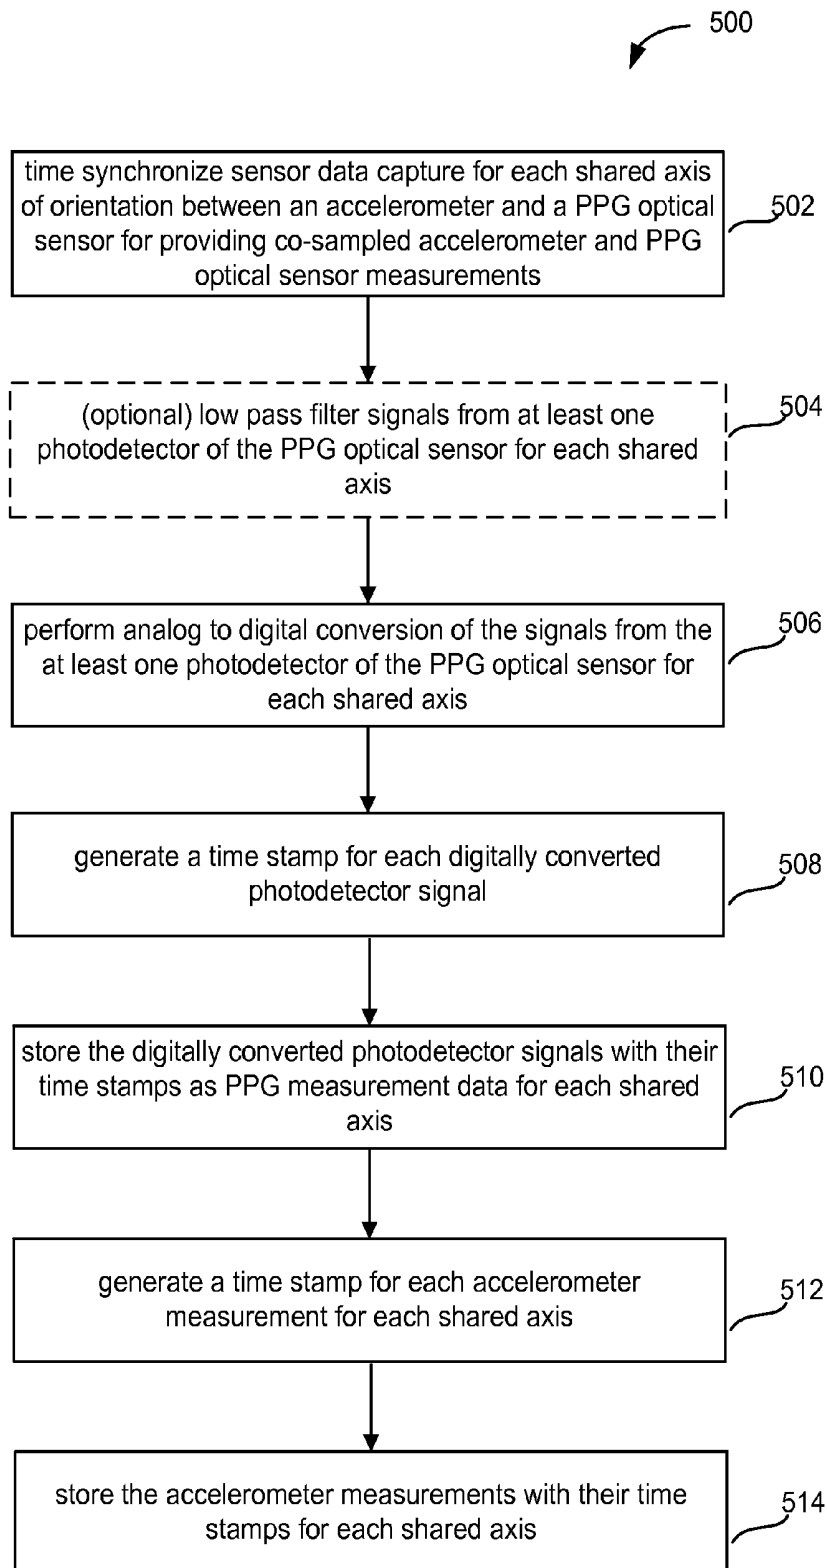 500
time synchronize sensor data capture for each shared axis
of orientation between an accelerometer and a PPG optical
sensor for providing co-sampled accelerometer and PPG
optical sensor measurements
502
(optional) low pass filter signals from at least one
photodetector of the PPG optical sensor for each shared
axis
504
perform analog to digital conversion of the signals from the
at least one photodetector of the PPG optical sensor for
each shared axis
506
generate a time stamp for each digitally converted
photodetector signal
508
store the digitally converted photodetector signals with their
time stamps as PPG measurement data for each shared
axis
510
generate a time stamp for each accelerometer
measurement for each shared axis
512
store the accelerometer measurements with their time
stamps for each shared axis
514